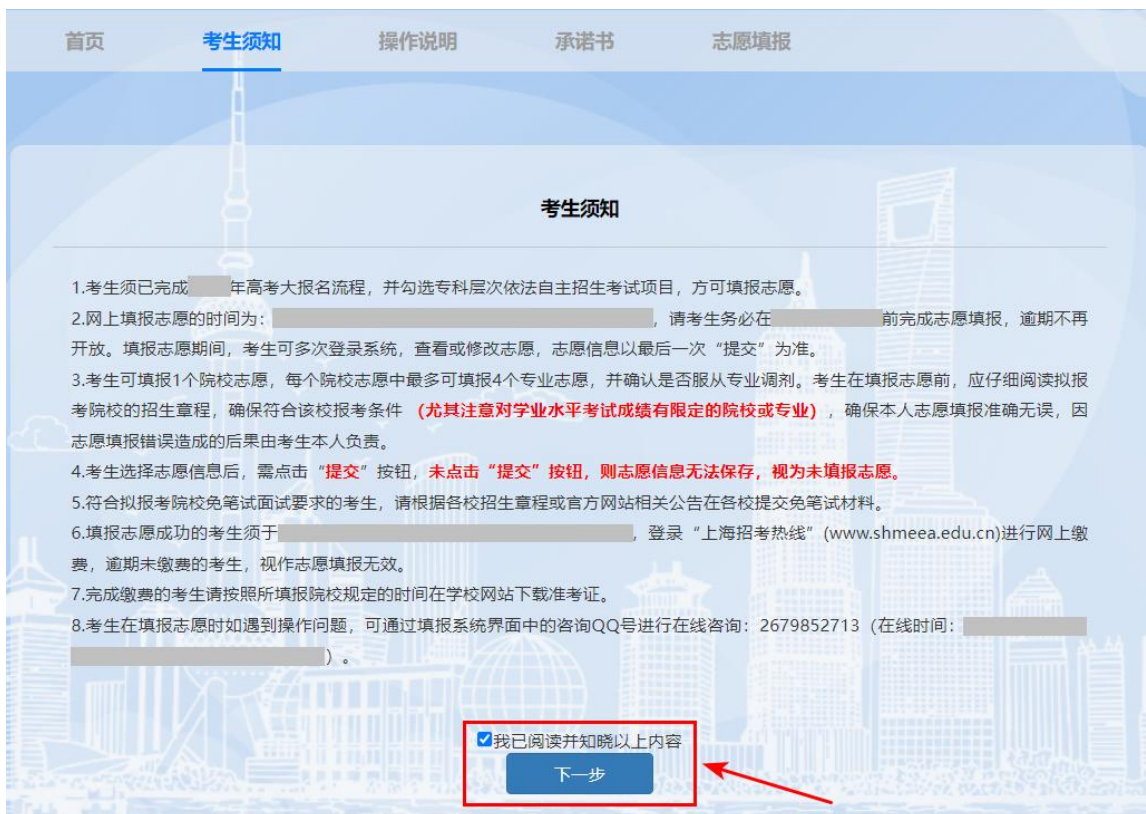 首页 考生须知 操作说明 承诺书 志愿填报
考生须知
1.考生须已完成 年高考大报名流程，并勾选专科层次依法自主招生考试项目，方可填报志愿。
2.网上填报志愿的时间为： ，请考生务必在 前完成志愿填报，逾期不再
开放。填报志愿期间，考生可多次登录系统，查看或修改志愿，志愿信息以最后一次“提交”为准。
3.考生可填报1个院校志愿，每个院校志愿中最多可填报4个专业志愿，并确认是否服从专业调剂。考生在填报志愿前，应仔细阅读拟报
考院校的招生章程，确保符合该校报考条件 （尤其注意对学业水平考试成绩有限定的院校或专业），确保本人志愿填报准确无误，因
志愿填报错误造成的后果由考生本人负责。
4.考生选择志愿信息后，需点击“提交”按钮，未点击“提交”按钮，则志愿信息无法保存，视为未填报志愿。
5.符合拟报考院校免笔试面试要求的考生，请根据各校招生章程或官方网站相关公告在各校提交免笔试材料。
6.填报志愿成功的考生须于 ，登录“上海招考热线”(www.shmeea.edu.cn)进行网上缴
费，逾期未缴费的考生，视作志愿填报无效。
7.完成缴费的考生请按照所填报院校规定的时间在学校网站下载准考证。
8.考生在填报志愿时如遇到操作问题，可通过填报系统界面中的咨询QQ号进行在线咨询：2679852713（在线时间：
）。
我已阅读并知晓以上内容
下一步